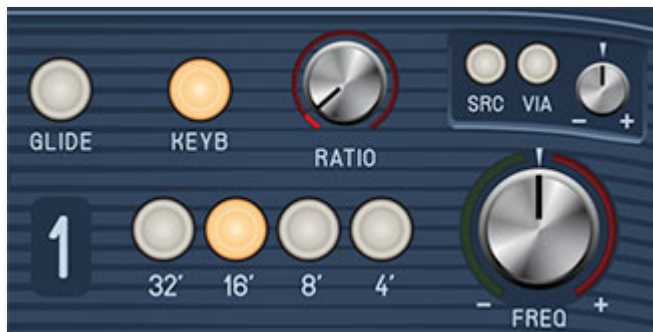 SRC VIA
- +
GLIDE KEYB RATIO
1
32′ 16′ 8′ 4′
- +
FREQ